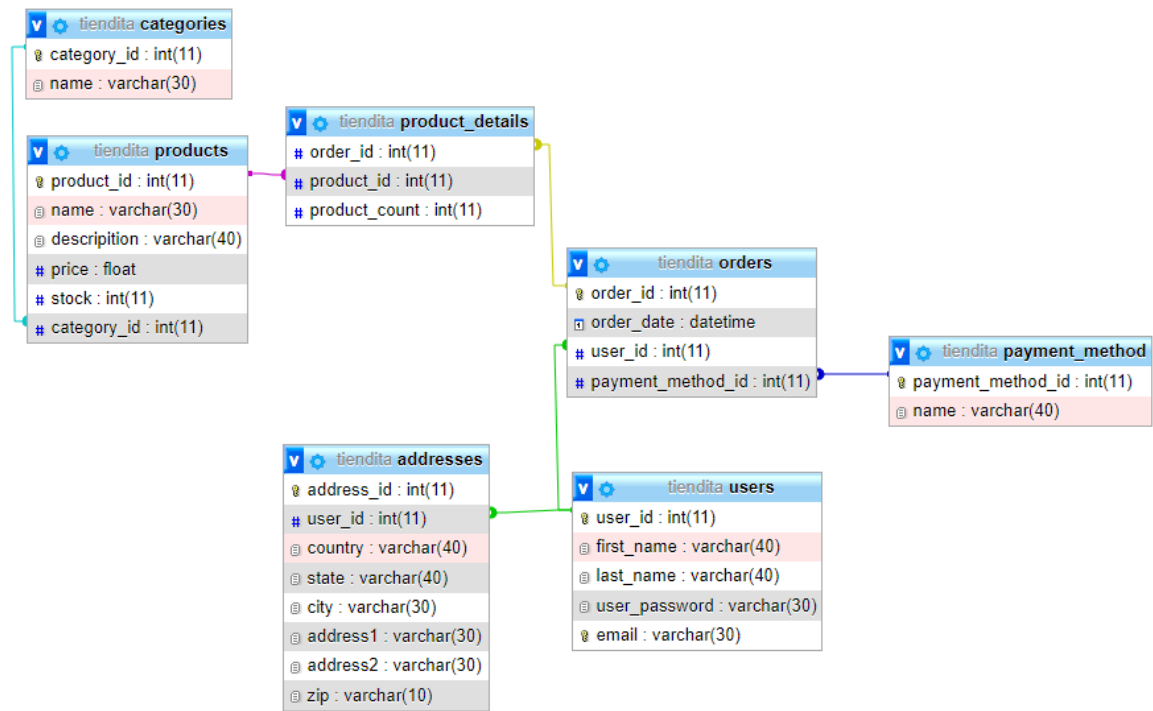 tiendita categories
category_id : int(11)
name : varchar(30)
tiendita products
product_id : int(11)
name : varchar(30)
descripition : varchar(40)
price : float
stock : int(11)
category_id : int(11)
tiendita product_details
order_id : int(11)
product_id : int(11)
product_count : int(11)
tiendita orders
order_id : int(11)
order_date : datetime
user_id : int(11)
payment_method_id : int(11)
tiendita payment_method
payment_method_id : int(11)
name : varchar(40)
tiendita addresses
address_id : int(11)
user_id : int(11)
country : varchar(40)
state : varchar(40)
city : varchar(30)
address1 : varchar(30)
address2 : varchar(30)
zip : varchar(10)
tiendita users
user_id : int(11)
first_name : varchar(40)
last_name : varchar(40)
user_password : varchar(30)
email : varchar(30)